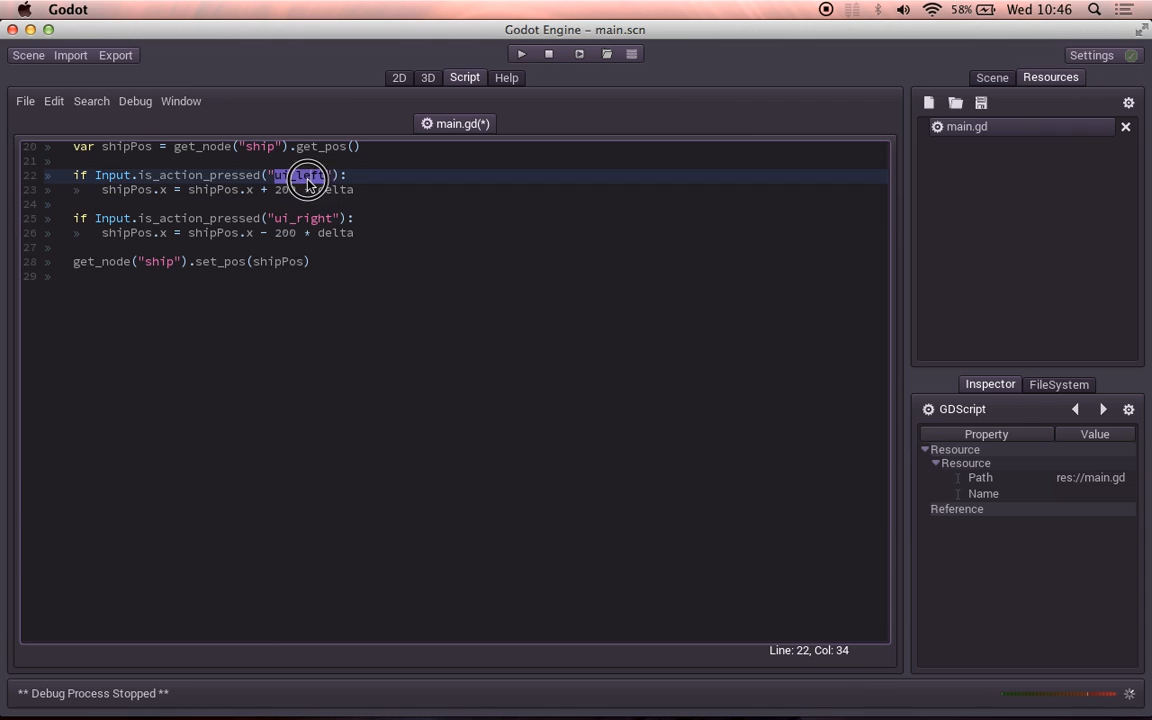 Godot 58% Wed 10:46
Godot Engine – main.scn
Scene Import Export Settings
2D 3D Script Help Scene Resources
File Edit Search Debug Window
main.gd(*)
main.gd
20 » var shipPos = get_node("ship").get_pos()
21 »
22 » if Input.is_action_pressed("ui_left"):
23 » » shipPos.x = shipPos.x + 200 delta
24 »
25 » if Input.is_action_pressed("ui_right"):
26 » » shipPos.x = shipPos.x - 200 * delta
27 »
28 » get_node("ship").set_pos(shipPos)
29 »
Line: 22, Col: 34
Inspector FileSystem
GDScript
Property Value
Resource
Resource
Path res://main.gd
Name
Reference
** Debug Process Stopped **